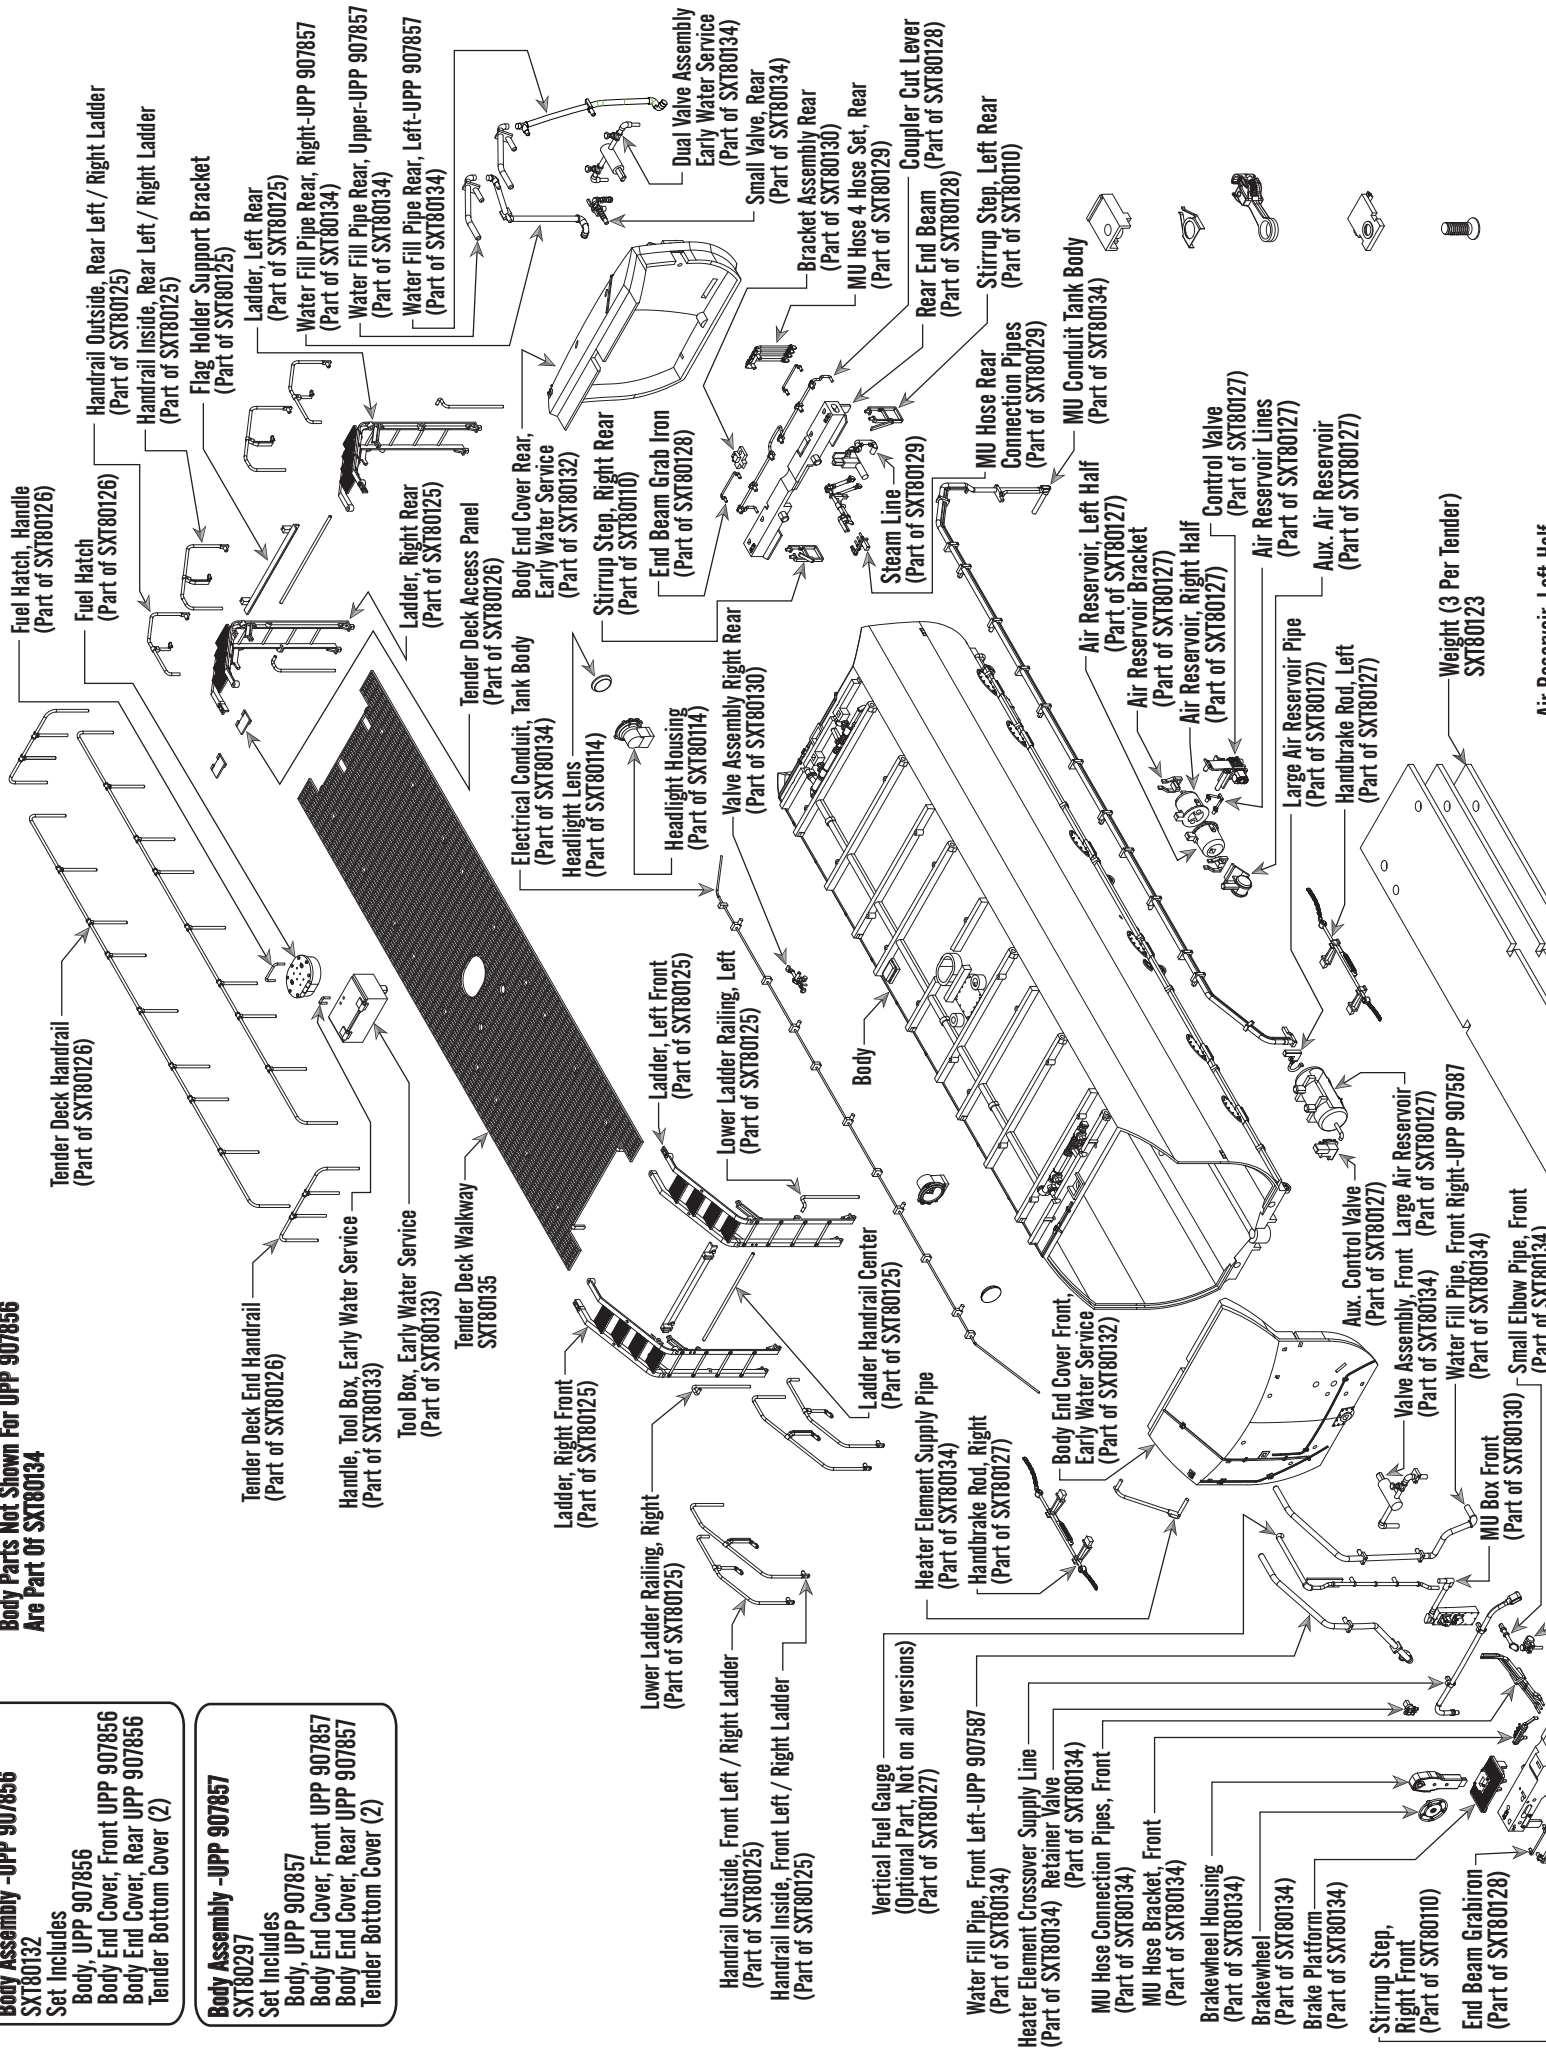 Body Assembly -UPP 907856
SXT80132
Set Includes
Body, UPP 907856
Body End Cover, Front UPP 907856
Body End Cover, Rear UPP 907856
Tender Bottom Cover (2)
Body Assembly -UPP 907857
SXT80297
Set Includes
Body, UPP 907857
Body End Cover, Front UPP 907857
Body End Cover, Rear UPP 907857
Tender Bottom Cover (2)
Body Parts Not Shown For UPP 907856
Are Part Of SXT80134
Tender Deck Handrail
(Part of SXT80126)
Fuel Hatch, Handle
(Part of SXT80126)
Fuel Hatch
(Part of SXT80126)
Handrail Outside, Rear Left / Right Ladder
(Part of SXT80125)
Handrail Inside, Rear Left / Right Ladder
(Part of SXT80125)
Flag Holder Support Bracket
(Part of SXT80125)
Ladder, Left Rear
(Part of SXT80125)
Water Fill Pipe Rear, Right-UPP 907857
(Part of SXT80134)
Water Fill Pipe Rear, Upper-UPP 907857
(Part of SXT80134)
Water Fill Pipe Rear, Left-UPP 907857
(Part of SXT80134)
Tender Deck End Handrail
(Part of SXT80126)
Handle, Tool Box, Early Water Service
(Part of SXT80133)
Tool Box, Early Water Service
(Part of SXT80133)
Tender Deck Walkway
SXT80135
Ladder, Right Rear
(Part of SXT80125)
Tender Deck Access Panel
(Part of SXT80126)
Electrical Conduit, Tank Body
(Part of SXT80134)
Headlight Lens
(Part of SXT80114)
Body End Cover Rear,
Early Water Service
(Part of SXT80132)
Stirrup Step, Right Rear
(Part of SXT80110)
End Beam Grab Iron
(Part of SXT80128)
Dual Valve Assembly
Early Water Service
(Part of SXT80134)
Small Valve, Rear
(Part of SXT80134)
Bracket Assembly Rear
(Part of SXT80130)
MU Hose 4 Hose Set, Rear
(Part of SXT80129)
Coupler Cut Lever
(Part of SXT80128)
Rear End Beam
(Part of SXT80128)
Stirrup Step, Left Rear
(Part of SXT80110)
Ladder, Right Front
(Part of SXT80125)
Ladder, Left Front
(Part of SXT80125)
Lower Ladder Railing, Left
(Part of SXT80125)
Headlight Housing
(Part of SXT80114)
Valve Assembly Right Rear
(Part of SXT80130)
Steam Line
(Part of SXT80129)
MU Hose Rear
Connection Pipes
(Part of SXT80129)
MU Conduit Tank Body
(Part of SXT80134)
Lower Ladder Railing, Right
(Part of SXT80125)
Handrail Outside, Front Left / Right Ladder
(Part of SXT80125)
Handrail Inside, Front Left / Right Ladder
(Part of SXT80125)
Ladder Handrail Center
(Part of SXT80125)
Body
Heater Element Supply Pipe
(Part of SXT80134)
Handbrake Rod, Right
(Part of SXT80127)
Body End Cover Front,
Early Water Service
(Part of SXT80132)
Air Reservoir, Left Half
(Part of SXT80127)
Air Reservoir Bracket
(Part of SXT80127)
Air Reservoir, Right Half
(Part of SXT80127)
Control Valve
(Part of SXT80127)
Air Reservoir Lines
(Part of SXT80127)
Aux. Air Reservoir
(Part of SXT80127)
Large Air Reservoir Pipe
(Part of SXT80127)
Handbrake Rod, Left
(Part of SXT80127)
Vertical Fuel Gauge
(Optional Part, Not on all versions)
(Part of SXT80127)
Water Fill Pipe, Front Left-UPP 907587
(Part of SXT80134)
Heater Element Crossover Supply Line
(Part of SXT80134)
Retainer Valve
(Part of SXT80134)
MU Hose Connection Pipes, Front
(Part of SXT80134)
MU Hose Bracket, Front
(Part of SXT80134)
Brakewheel Housing
(Part of SXT80134)
Brakewheel
(Part of SXT80134)
Brake Platform
(Part of SXT80134)
Stirrup Step,
Right Front
(Part of SXT80110)
End Beam Grabiron
(Part of SXT80128)
Aux. Control Valve
(Part of SXT80127)
Valve Assembly, Front
(Part of SXT80134)
Large Air Reservoir
(Part of SXT80127)
Water Fill Pipe, Front Right-UPP 907587
(Part of SXT80134)
MU Box Front
(Part of SXT80130)
Small Elbow Pipe, Front
(Part of SXT80134)
Weight (3 Per Tender)
SXT80123
Air Reservoir, Left Half